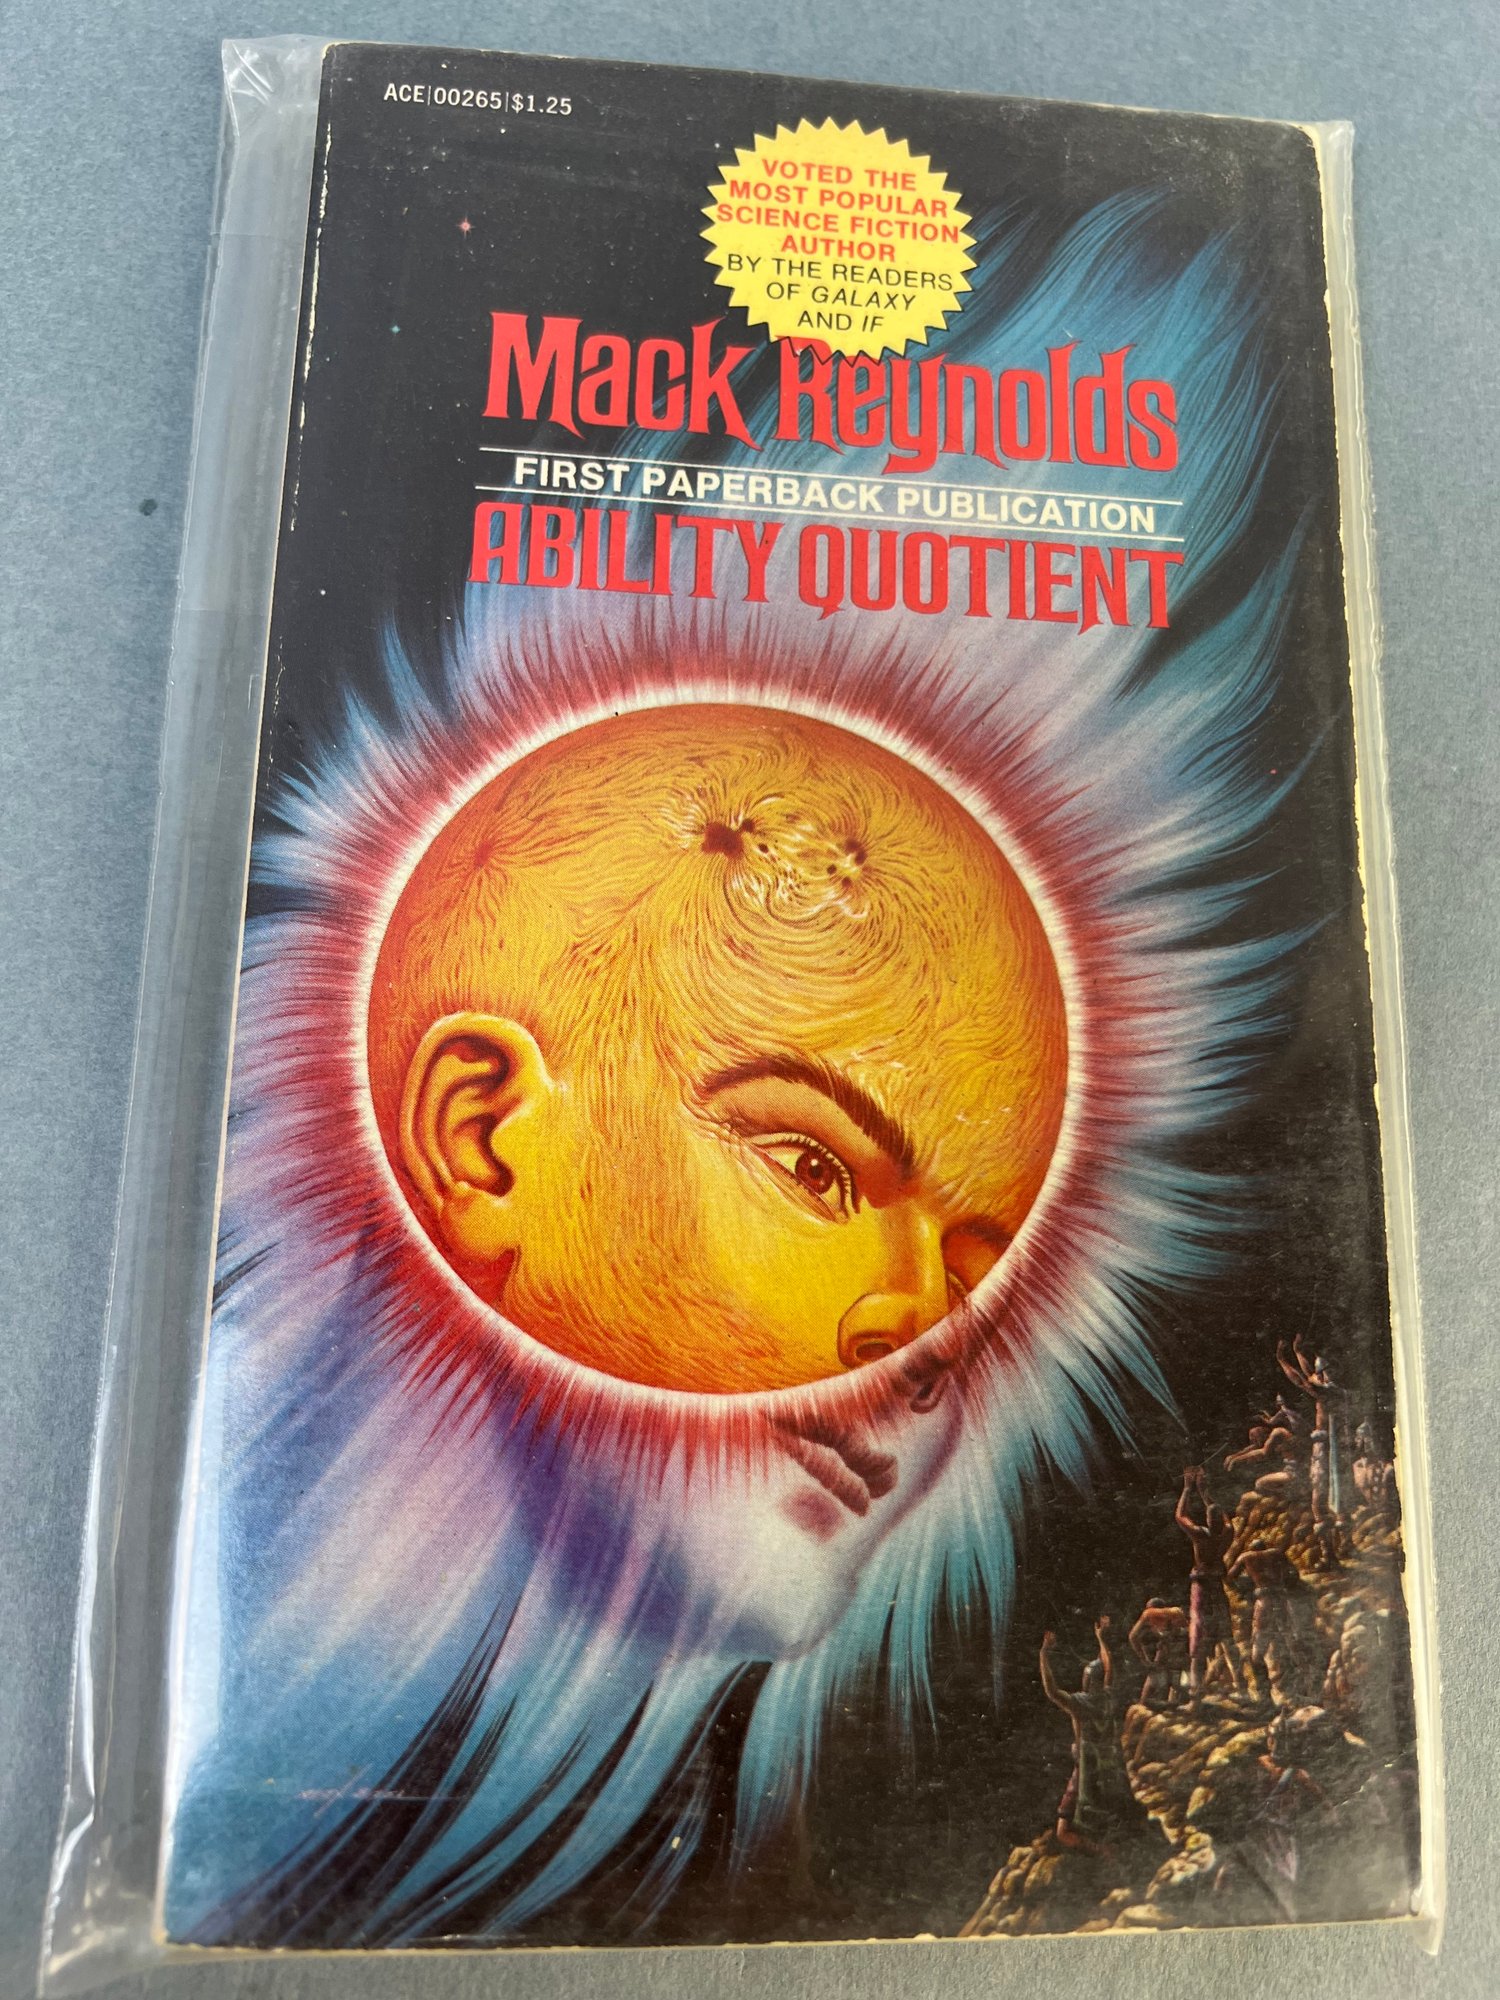 ACE|00265|$1.25
VOTED THE
MOST POPULAR
SCIENCE FICTION
AUTHOR
BY THE READERS
OF GALAXY
AND IF
Mack Reynolds
FIRST PAPERBACK PUBLICATION
ABILITY QUOTIENT